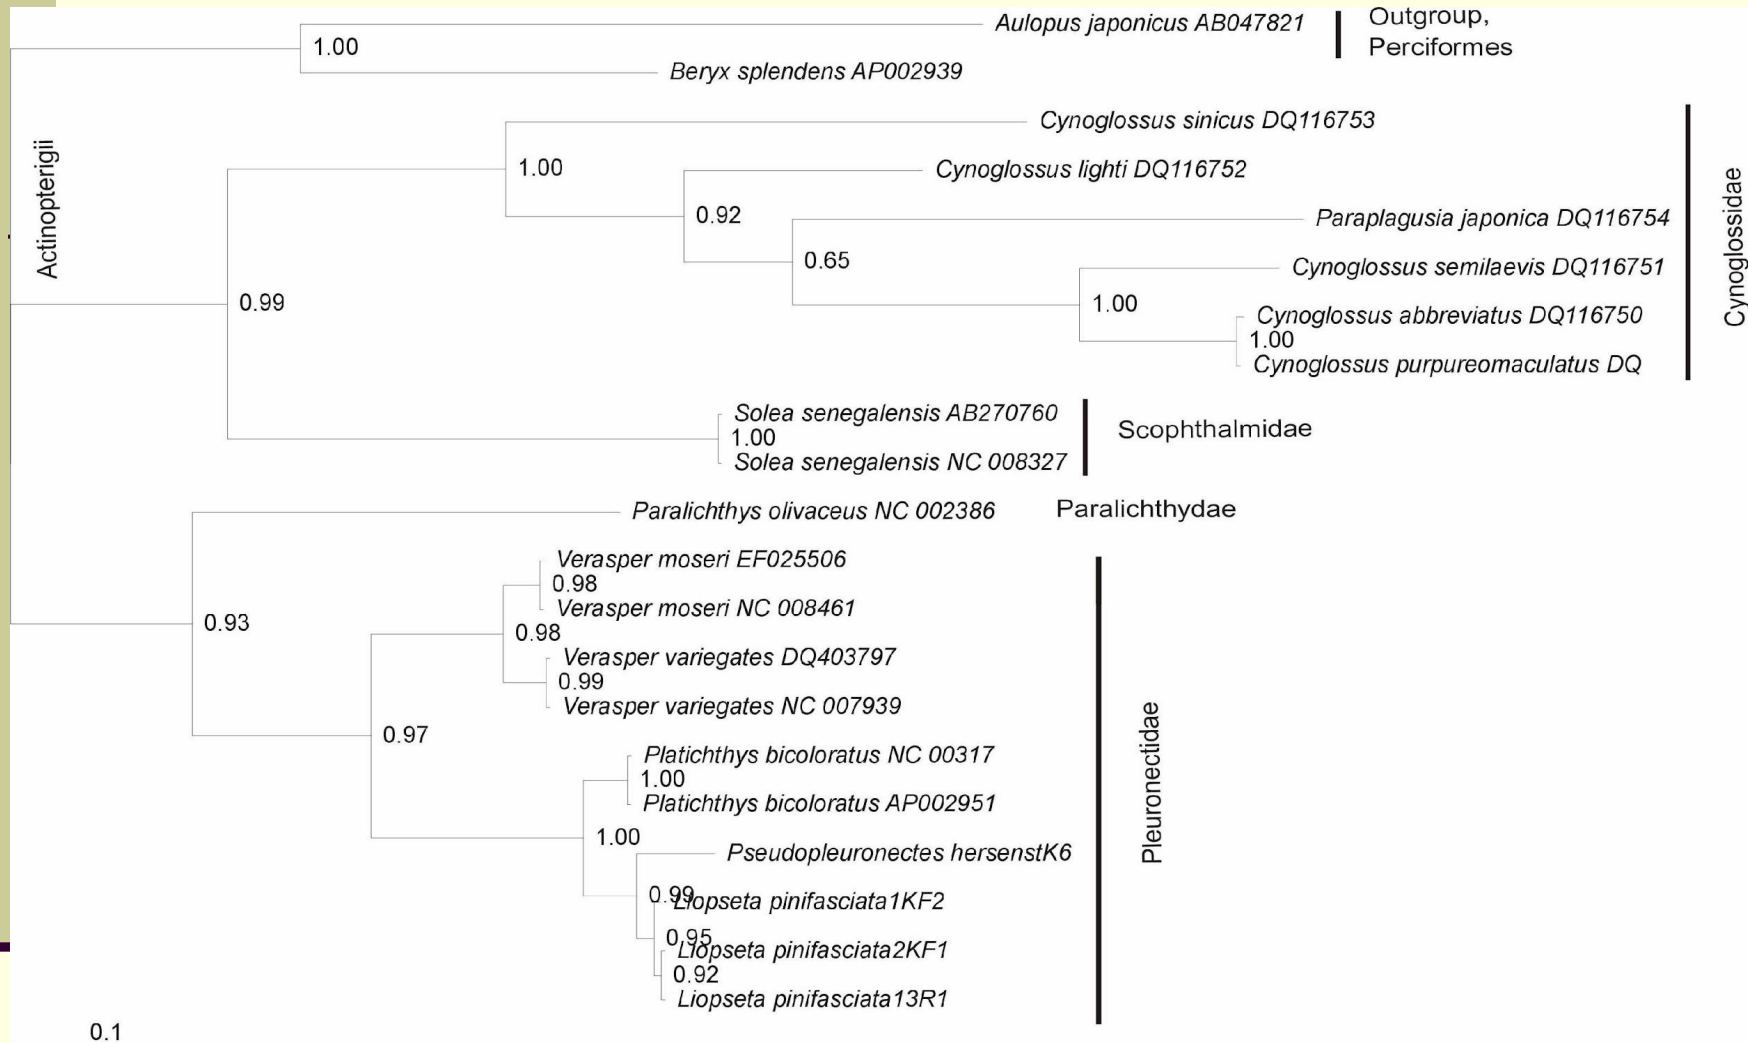 Aulopus japonicus AB047821
Outgroup,
Perciformes
1.00
Beryx splendens AP002939
Cynoglossus sinicus DQ116753
Actinopterigii
1.00
Cynoglossus lighti DQ116752
0.92
Paraplagusia japonica DQ116754
Cynoglossidae
0.65
Cynoglossus semilaevis DQ116751
0.99
1.00
Cynoglossus abbreviatus DQ116750
1.00
Cynoglossus purpureomaculatus DQ
Solea senegalensis AB270760
1.00
Scophthalmidae
Solea senegalensis NC 008327
Paralichthys olivaceus NC 002386
Paralichthydae
Verasper moseri EF025506
0.98
Verasper moseri NC 008461
0.93
0.98
Verasper variegates DQ403797
0.99
Verasper variegates NC 007939
0.97
Platichthys bicoloratus NC 00317
1.00
Platichthys bicoloratus AP002951
Pleuronectidae
1.00
Pseudopleuronectes hersenstK6
0.99
Liopseta pinifasciata1KF2
0.95
Liopseta pinifasciata2KF1
0.92
Liopseta pinifasciata13R1
0.1